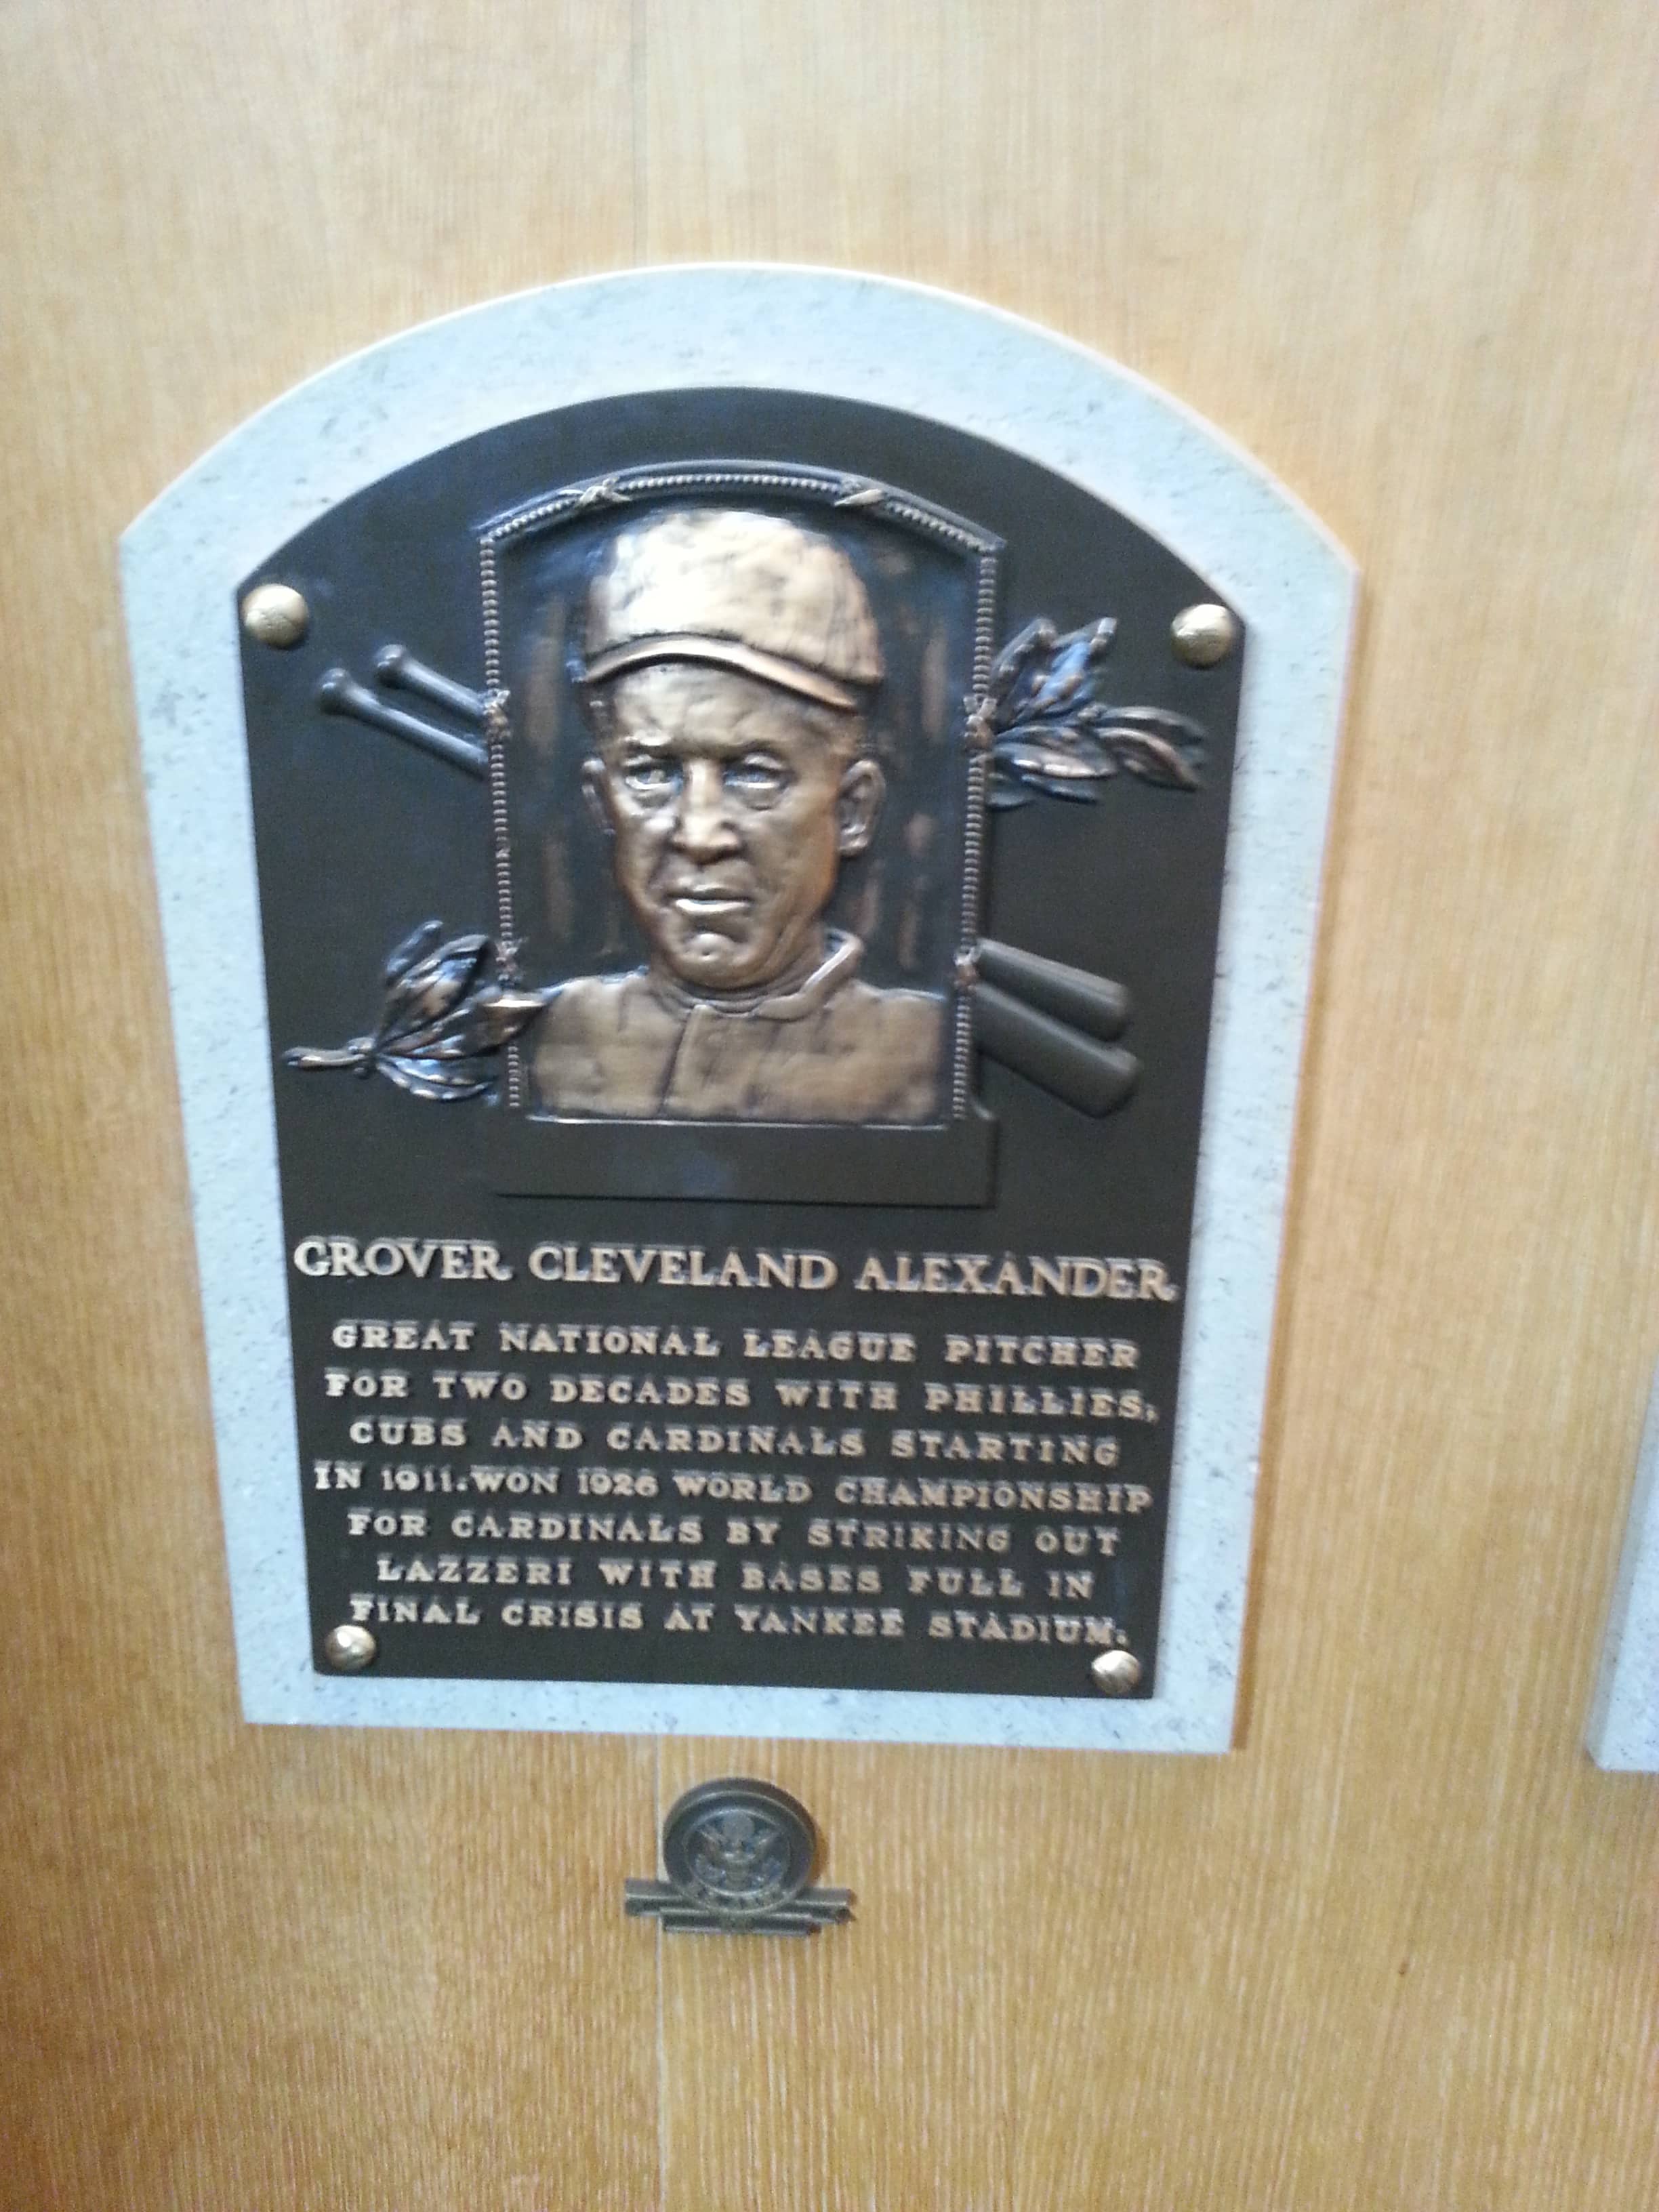 GROVER CLEVELAND ALEXANDER
GREAT NATIONAL LEAGUE PITCHER
FOR TWO DECADES WITH PHILLIES,
CUBS AND CARDINALS STARTING
IN 1911. WON 1926 WORLD CHAMPIONSHIP
FOR CARDINALS BY STRIKING OUT
LAZZERI WITH BASES FULL IN
FINAL CRISIS AT YANKEE STADIUM.